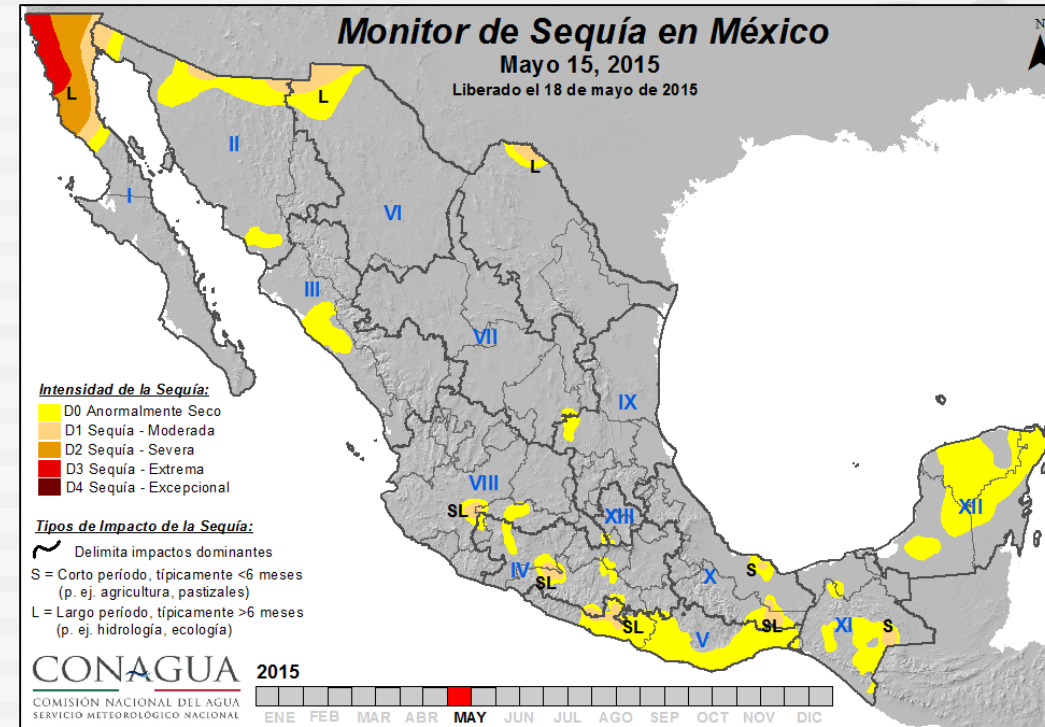 Monitor de Sequía en México
Mayo 15, 2015
Liberado el 18 de mayo de 2015
N
L
L
L
I
II
III
VI
VII
IX
VIII
SL
XIII
IV
SL
X
S
XII
SL
V
SL
XI
S
Intensidad de la Sequía:
D0 Anormalmente Seco
D1 Sequía - Moderada
D2 Sequía - Severa
D3 Sequía - Extrema
D4 Sequía - Excepcional
Tipos de Impacto de la Sequía:
Delimita impactos dominantes
S = Corto período, típicamente <6 meses
(p. ej. agricultura, pastizales)
L = Largo período, típicamente >6 meses
(p. ej. hidrología, ecología)
CONAGUA
COMISIÓN NACIONAL DEL AGUA
SERVICIO METEOROLÓGICO NACIONAL
2015
ENE FEB MAR ABR MAY JUN JUL AGO SEP OCT NOV DIC